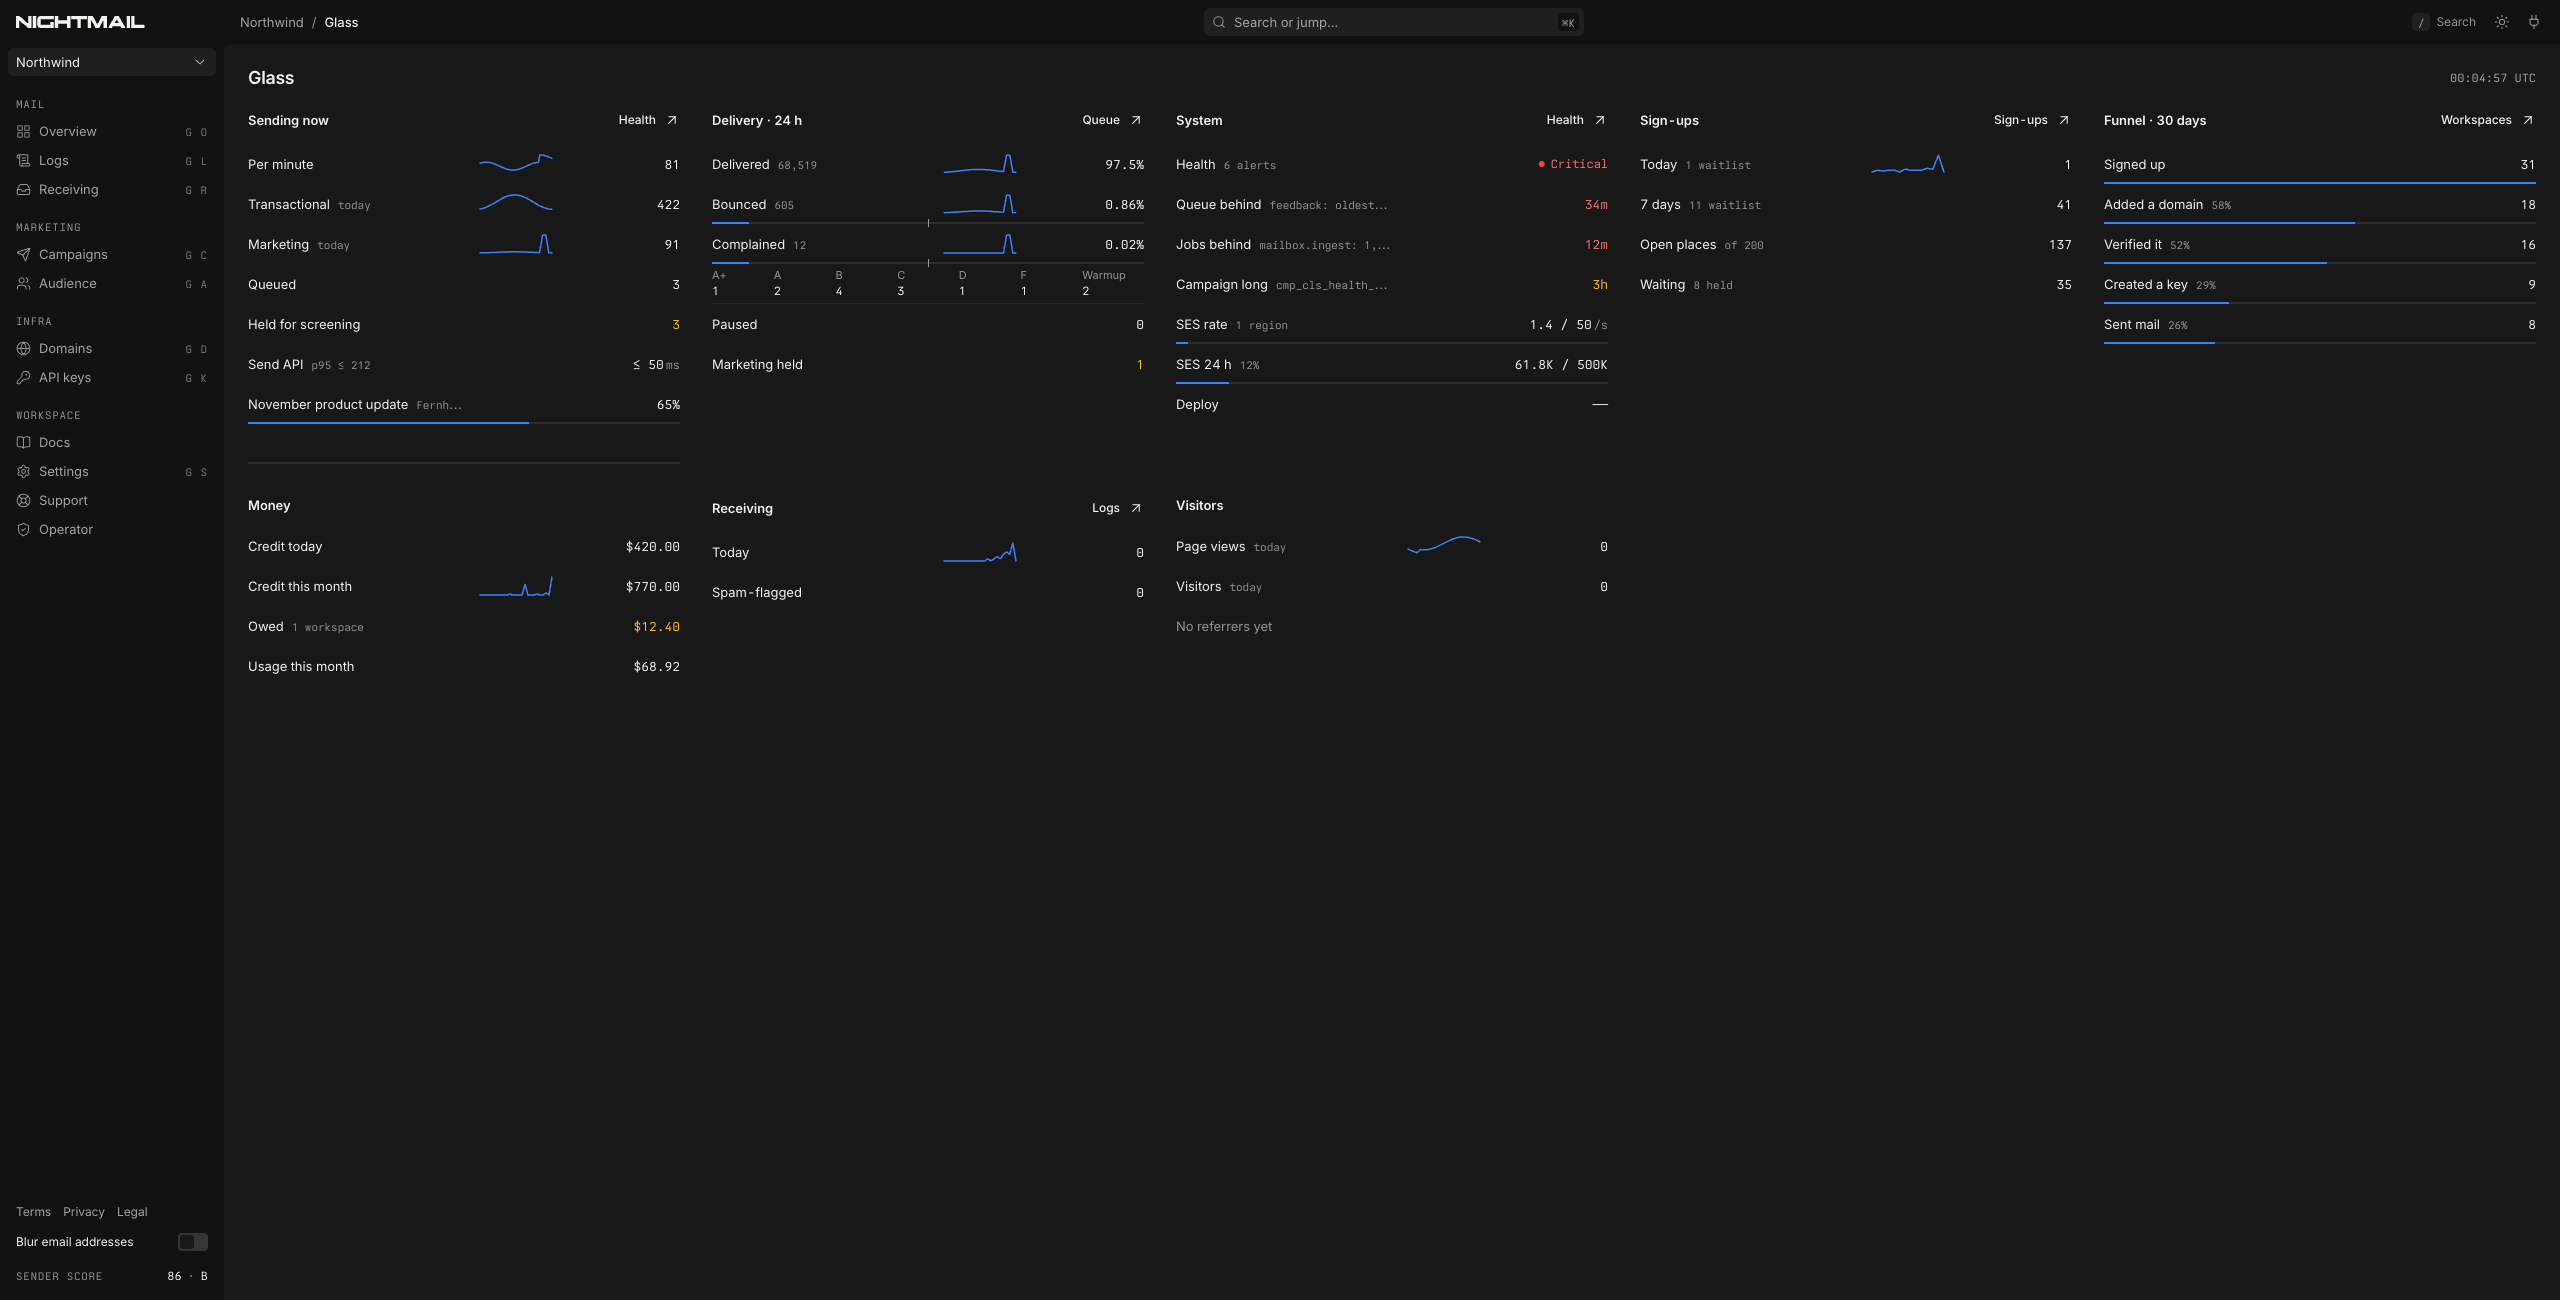 NIGHTMAIL
Northwind / Glass
Search or jump... ⌘K
/ Search
Northwind
MAIL
Overview G O
Logs G L
Receiving G R
MARKETING
Campaigns G C
Audience G A
INFRA
Domains G D
API keys G K
WORKSPACE
Docs
Settings G S
Support
Operator
Terms Privacy Legal
Blur email addresses
SENDER SCORE 86 · B
Glass
00:04:57 UTC
Sending now Health
Per minute 81
Transactional today 422
Marketing today 91
Queued 3
Held for screening 3
Send API p95 ≤ 212 ≤ 50 ms
November product update Fernh... 65%
Delivery · 24 h Queue
Delivered 68,519 97.5%
Bounced 605 0.86%
Complained 12 0.02%
A+ A B C D F Warmup
1 2 4 3 1 1 2
Paused 0
Marketing held 1
System Health
Health 6 alerts Critical
Queue behind feedback: oldest... 34m
Jobs behind mailbox.ingest: 1,... 12m
Campaign long cmp_cls_health_... 3h
SES rate 1 region 1.4 / 50 /s
SES 24 h 12% 61.8K / 500K
Deploy —
Sign-ups Sign-ups
Today 1 waitlist 1
7 days 11 waitlist 41
Open places of 200 137
Waiting 8 held 35
Funnel · 30 days Workspaces
Signed up 31
Added a domain 58% 18
Verified it 52% 16
Created a key 29% 9
Sent mail 26% 8
Money
Credit today $420.00
Credit this month $770.00
Owed 1 workspace $12.40
Usage this month $68.92
Receiving Logs
Today 0
Spam-flagged 0
Visitors
Page views today 0
Visitors today 0
No referrers yet